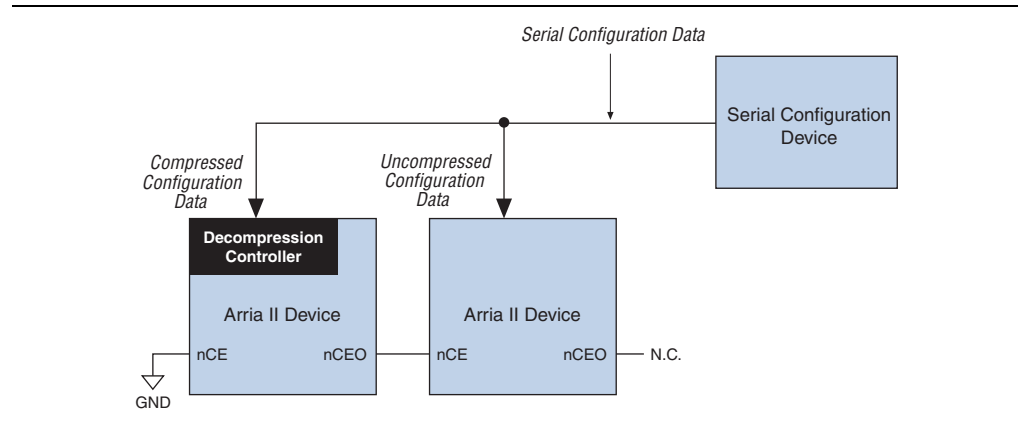 Serial Configuration Data
Serial Configuration
Device
Compressed
Configuration
Data
Uncompressed
Configuration
Data
Decompression
Controller
Arria II Device
Arria II Device
nCE
nCEO
nCE
nCEO
N.C.
GND